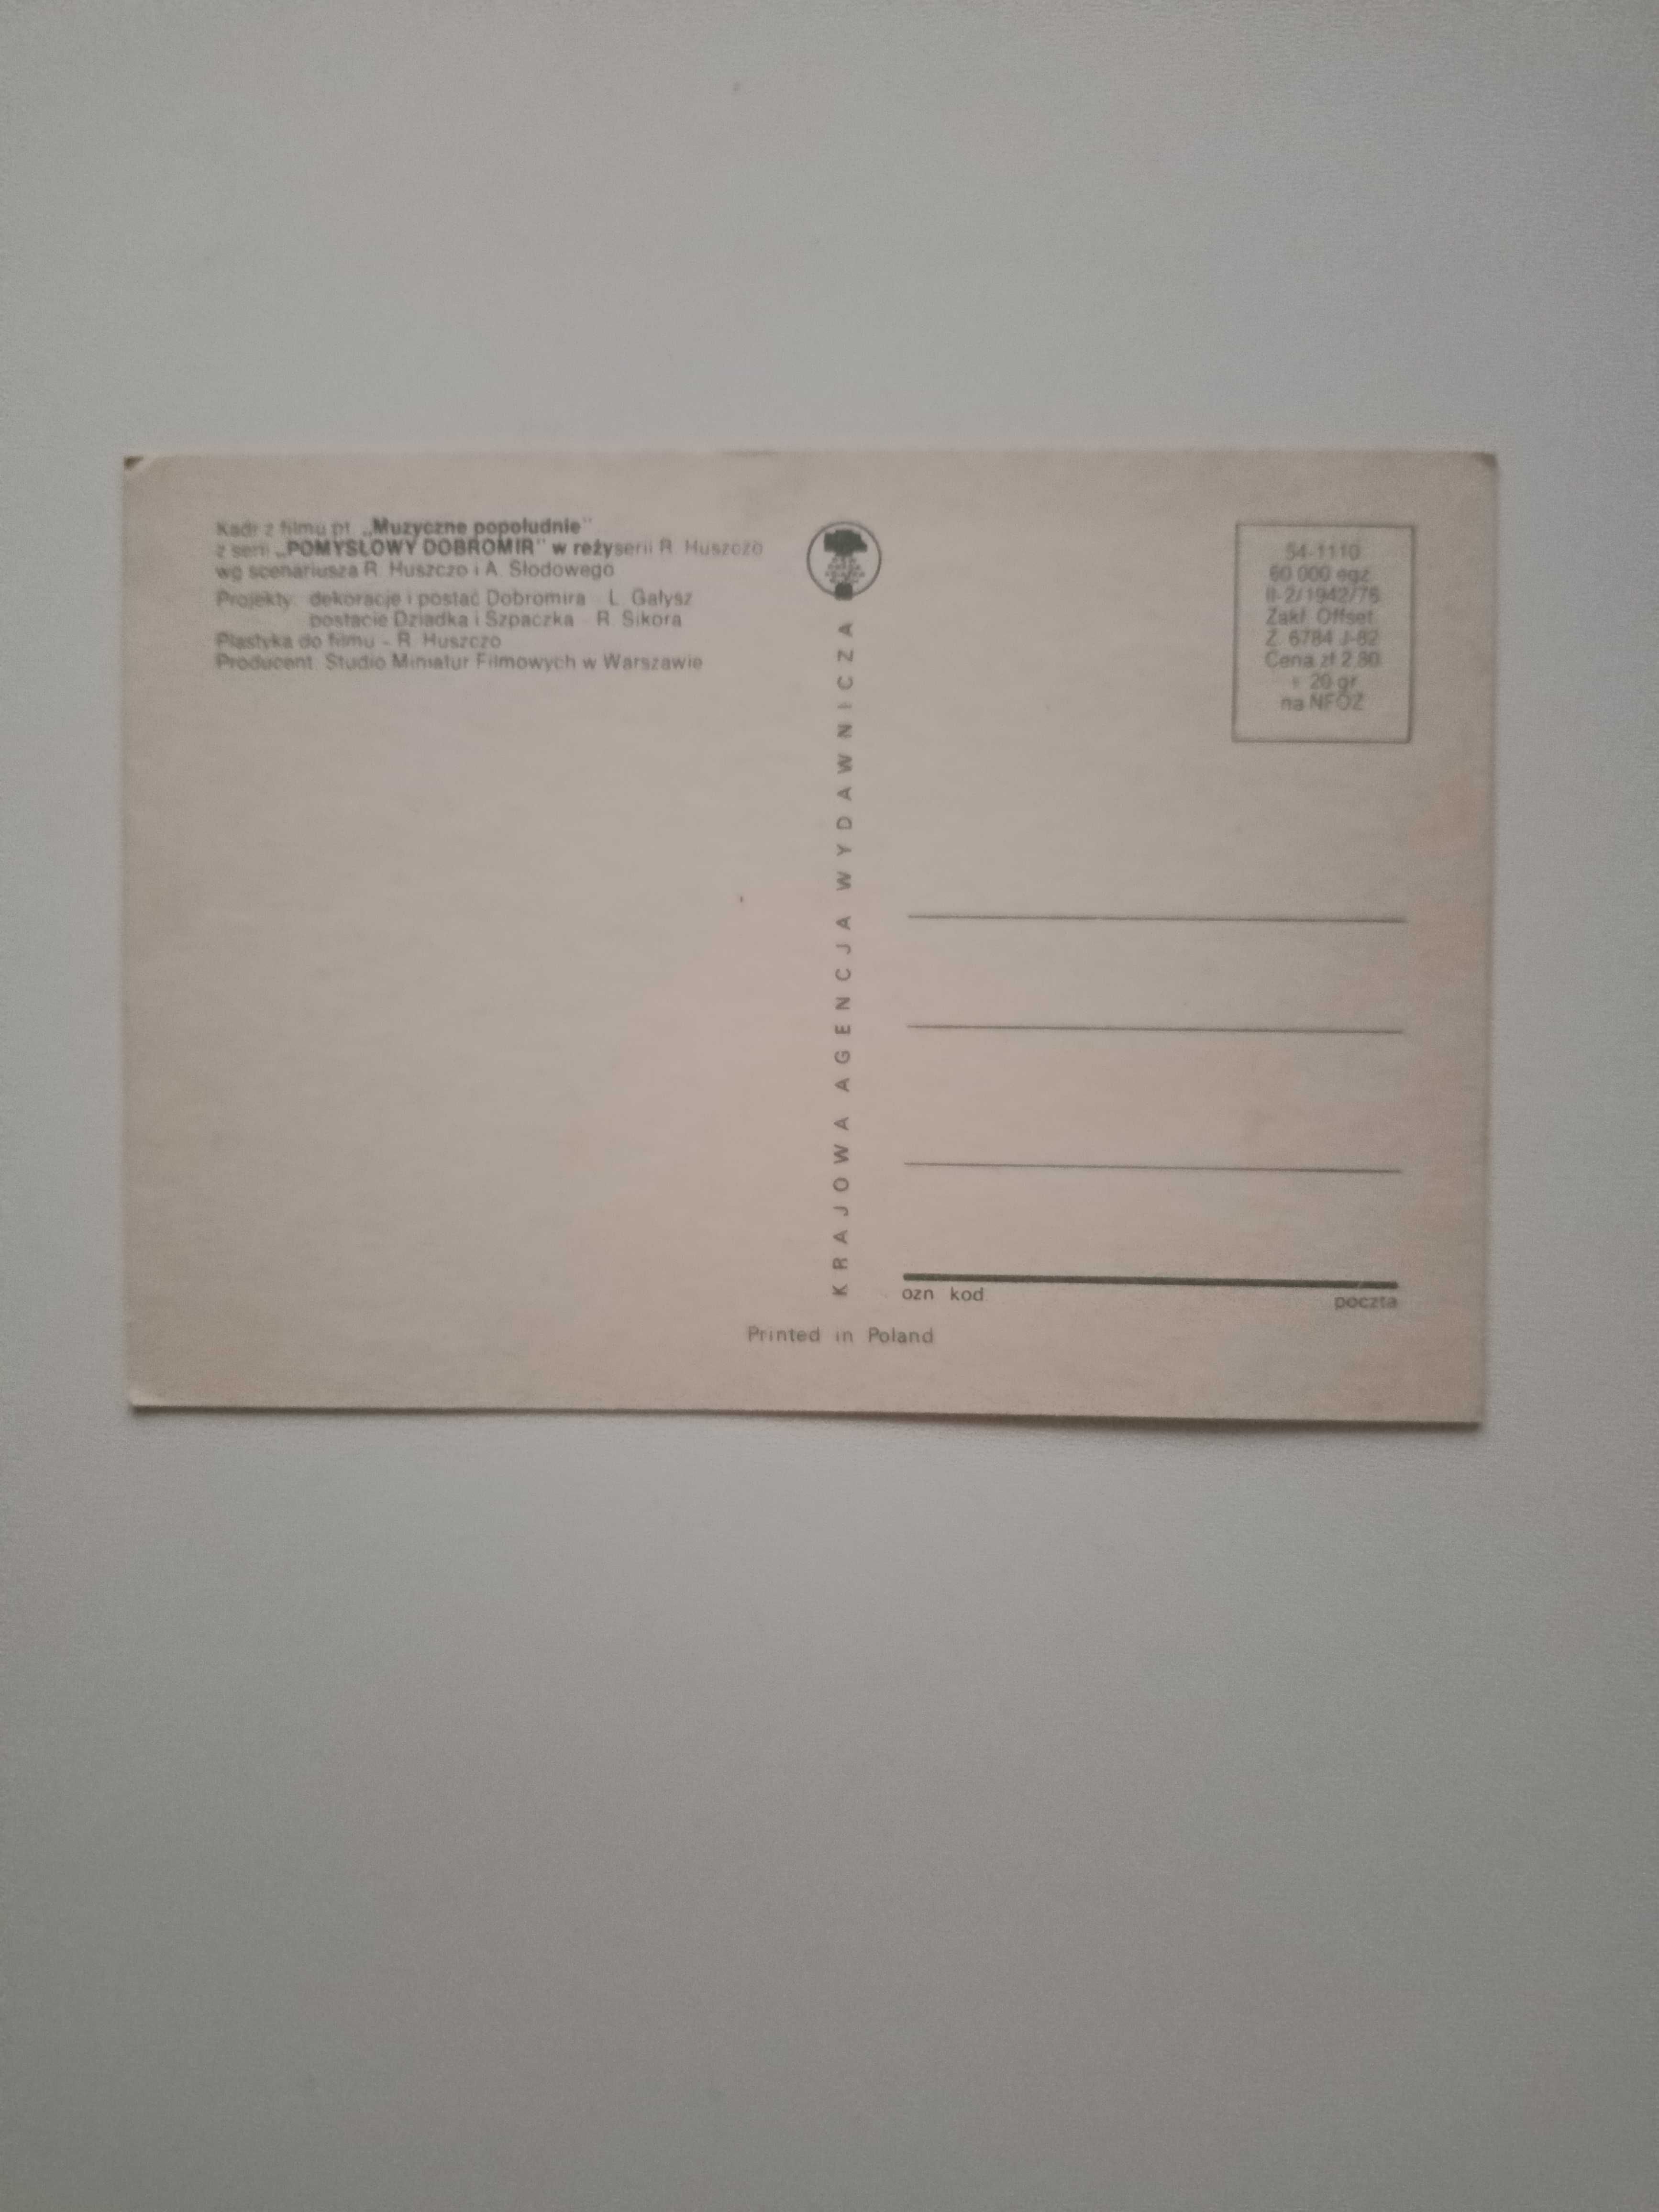 Kadr z filmu pt. „Muzyczne popołudnie"
z serii „POMYSŁOWY DOBROMIR" w reżyserii R. Huszczo
wg scenariusza R. Huszczo i A. Słodowego
Projekty: dekoracje i postać Dobromira - L. Gałysz
postacie Dziadka i Szpaczka - R. Sikora
Plastyka do filmu - R. Huszczo
Producent: Studio Miniatur Filmowych w Warszawie
KRAJOWA AGENCJA WYDAWNICZA
54-1110
60 000 egz.
II-2/1942/78
Zakł. Offset.
Z. 6784 J-82
Cena zł 2,80
+ 20 gr
na NFOZ
ozn. kod.
poczta
Printed in Poland